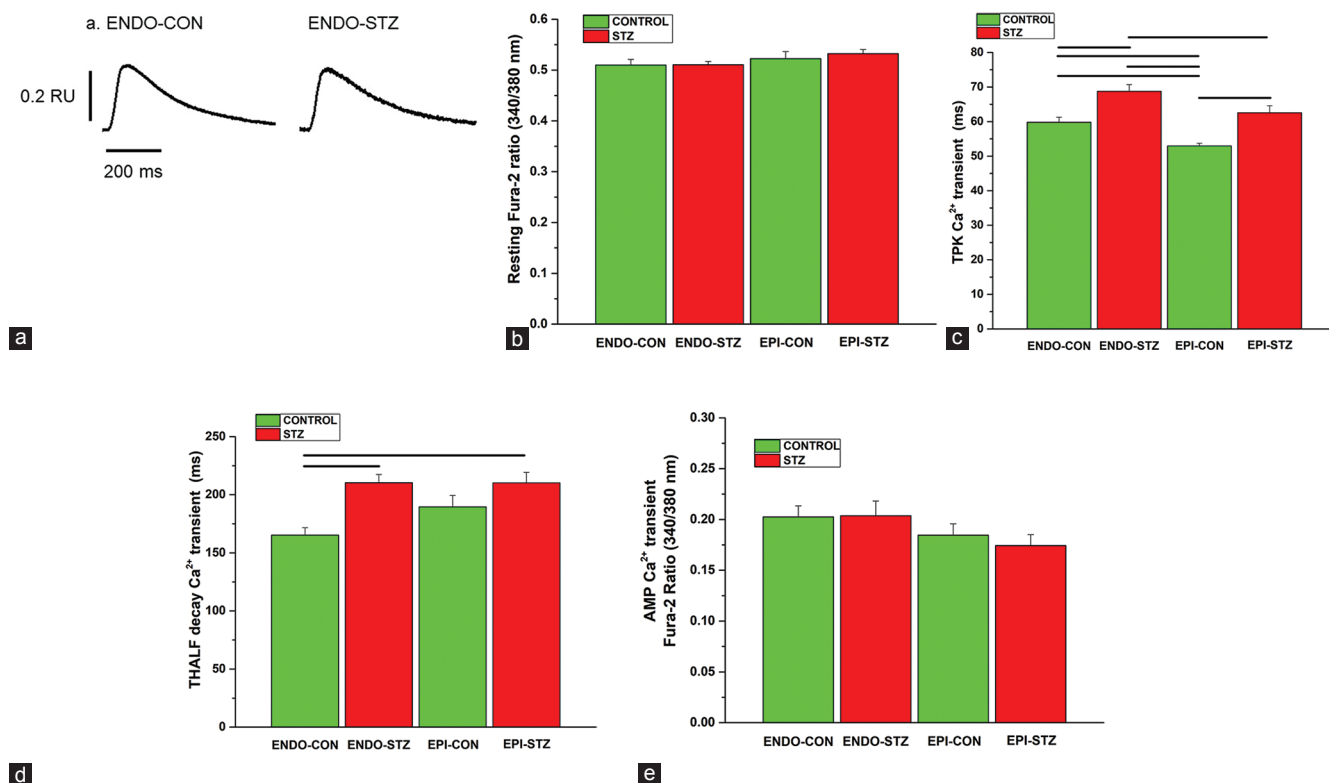 a. ENDO-CON
ENDO-STZ
0.2 RU
200 ms
a
CONTROL
STZ
Resting Fura-2 ratio (340/380 nm)
0.6
0.5
0.4
0.3
0.2
0.1
0.0
ENDO-CON ENDO-STZ EPI-CON EPI-STZ
b
CONTROL
STZ
TPK Ca²⁺ transient (ms)
80
70
60
50
40
30
20
10
0
ENDO-CON ENDO-STZ EPI-CON EPI-STZ
c
CONTROL
STZ
THALF decay Ca²⁺ transient (ms)
250
200
150
100
50
0
ENDO-CON ENDO-STZ EPI-CON EPI-STZ
d
CONTROL
STZ
AMP Ca²⁺ transient
Fura-2 Ratio (340/380 nm)
0.30
0.25
0.20
0.15
0.10
0.05
0.00
ENDO-CON ENDO-STZ EPI-CON EPI-STZ
e